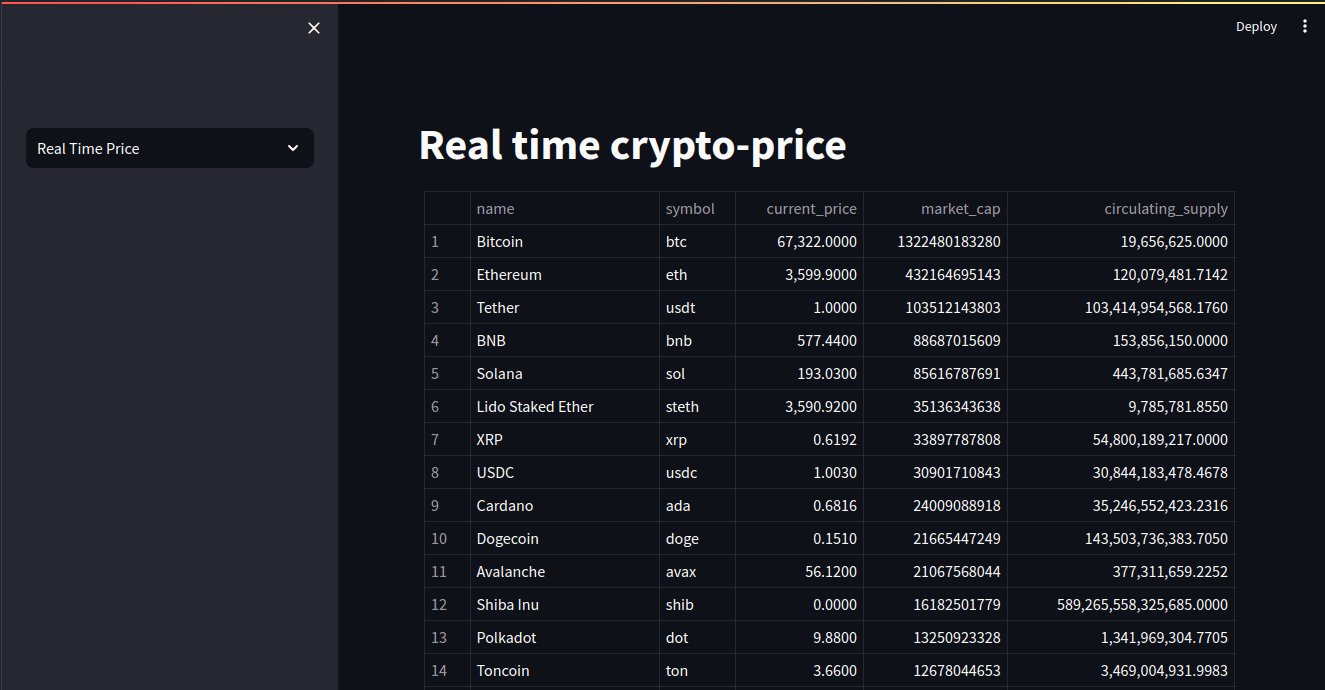 Deploy
Real Time Price
Real time crypto-price
name symbol current_price market_cap circulating_supply
1 Bitcoin btc 67,322.0000 1322480183280 19,656,625.0000
2 Ethereum eth 3,599.9000 432164695143 120,079,481.7142
3 Tether usdt 1.0000 103512143803 103,414,954,568.1760
4 BNB bnb 577.4400 88687015609 153,856,150.0000
5 Solana sol 193.0300 85616787691 443,781,685.6347
6 Lido Staked Ether steth 3,590.9200 35136343638 9,785,781.8550
7 XRP xrp 0.6192 33897787808 54,800,189,217.0000
8 USDC usdc 1.0030 30901710843 30,844,183,478.4678
9 Cardano ada 0.6816 24009088918 35,246,552,423.2316
10 Dogecoin doge 0.1510 21665447249 143,503,736,383.7050
11 Avalanche avax 56.1200 21067568044 377,311,659.2252
12 Shiba Inu shib 0.0000 16182501779 589,265,558,325,685.0000
13 Polkadot dot 9.8800 13250923328 1,341,969,304.7705
14 Toncoin ton 3.6600 12678044653 3,469,004,931.9983